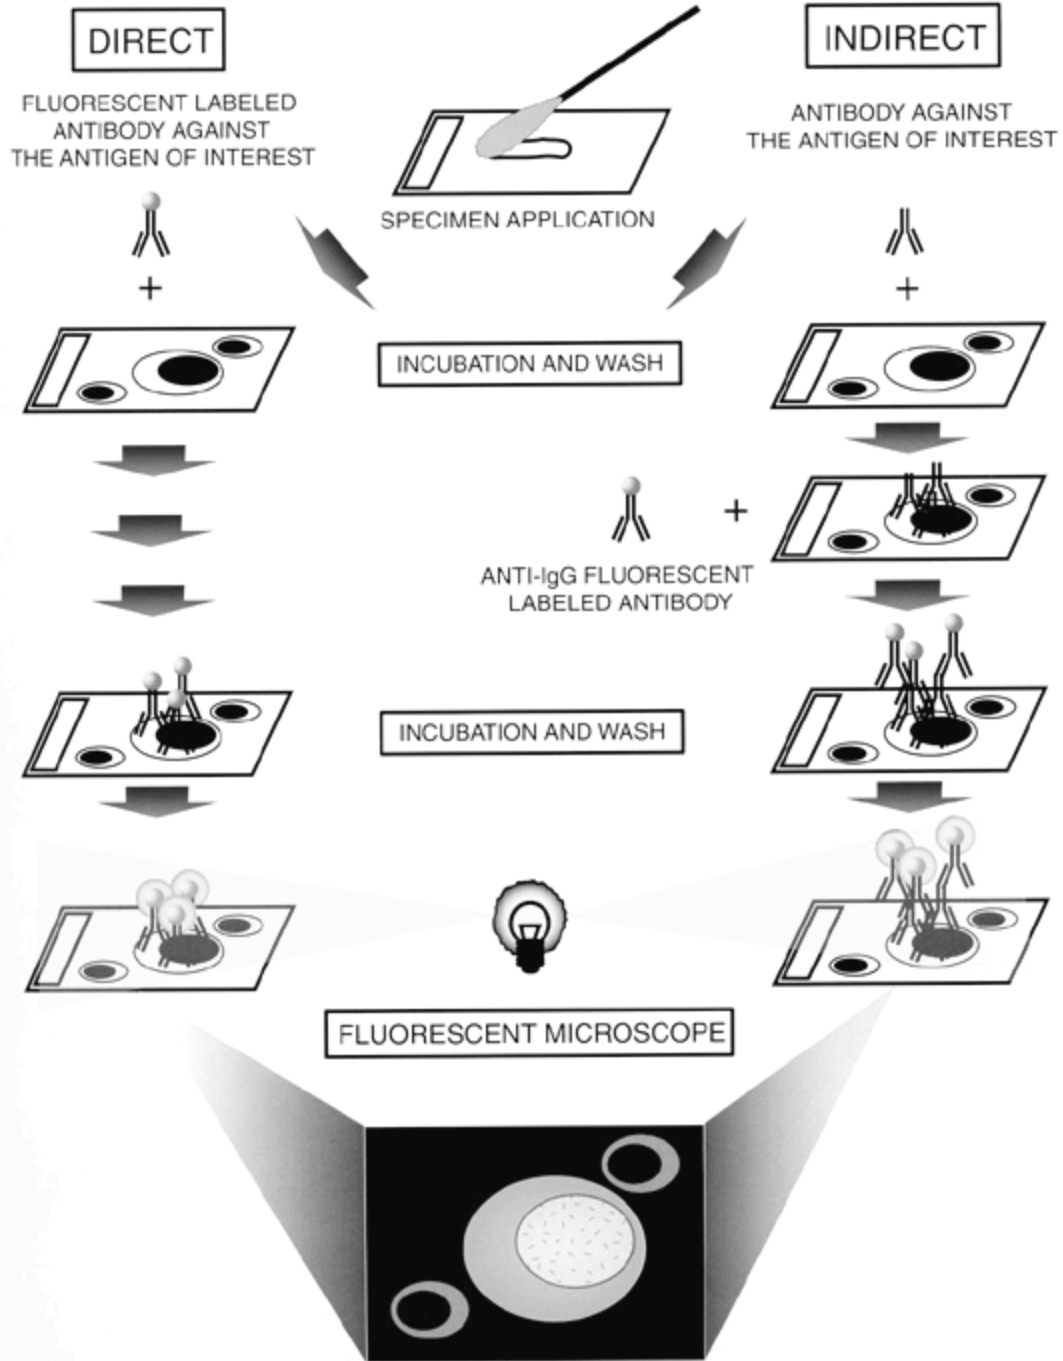 DIRECT
FLUORESCENT LABELED
ANTIBODY AGAINST
THE ANTIGEN OF INTEREST
+
SPECIMEN APPLICATION
INDIRECT
ANTIBODY AGAINST
THE ANTIGEN OF INTEREST
+
INCUBATION AND WASH
+
ANTI-IgG FLUORESCENT
LABELED ANTIBODY
INCUBATION AND WASH
FLUORESCENT MICROSCOPE